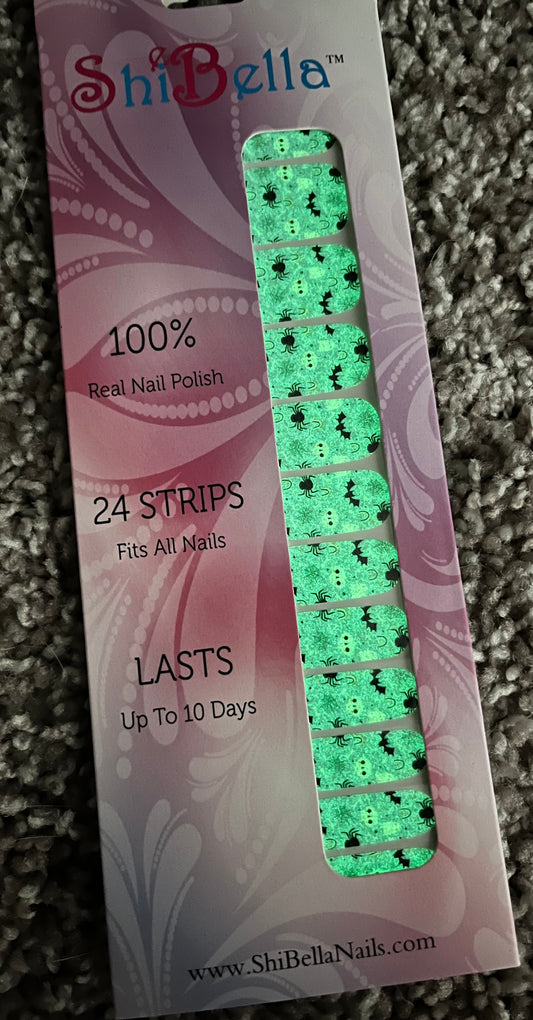 ShiBella™
100%
Real Nail Polish
24 STRIPS
Fits All Nails
LASTS
Up To 10 Days
www.ShiBellaNails.com